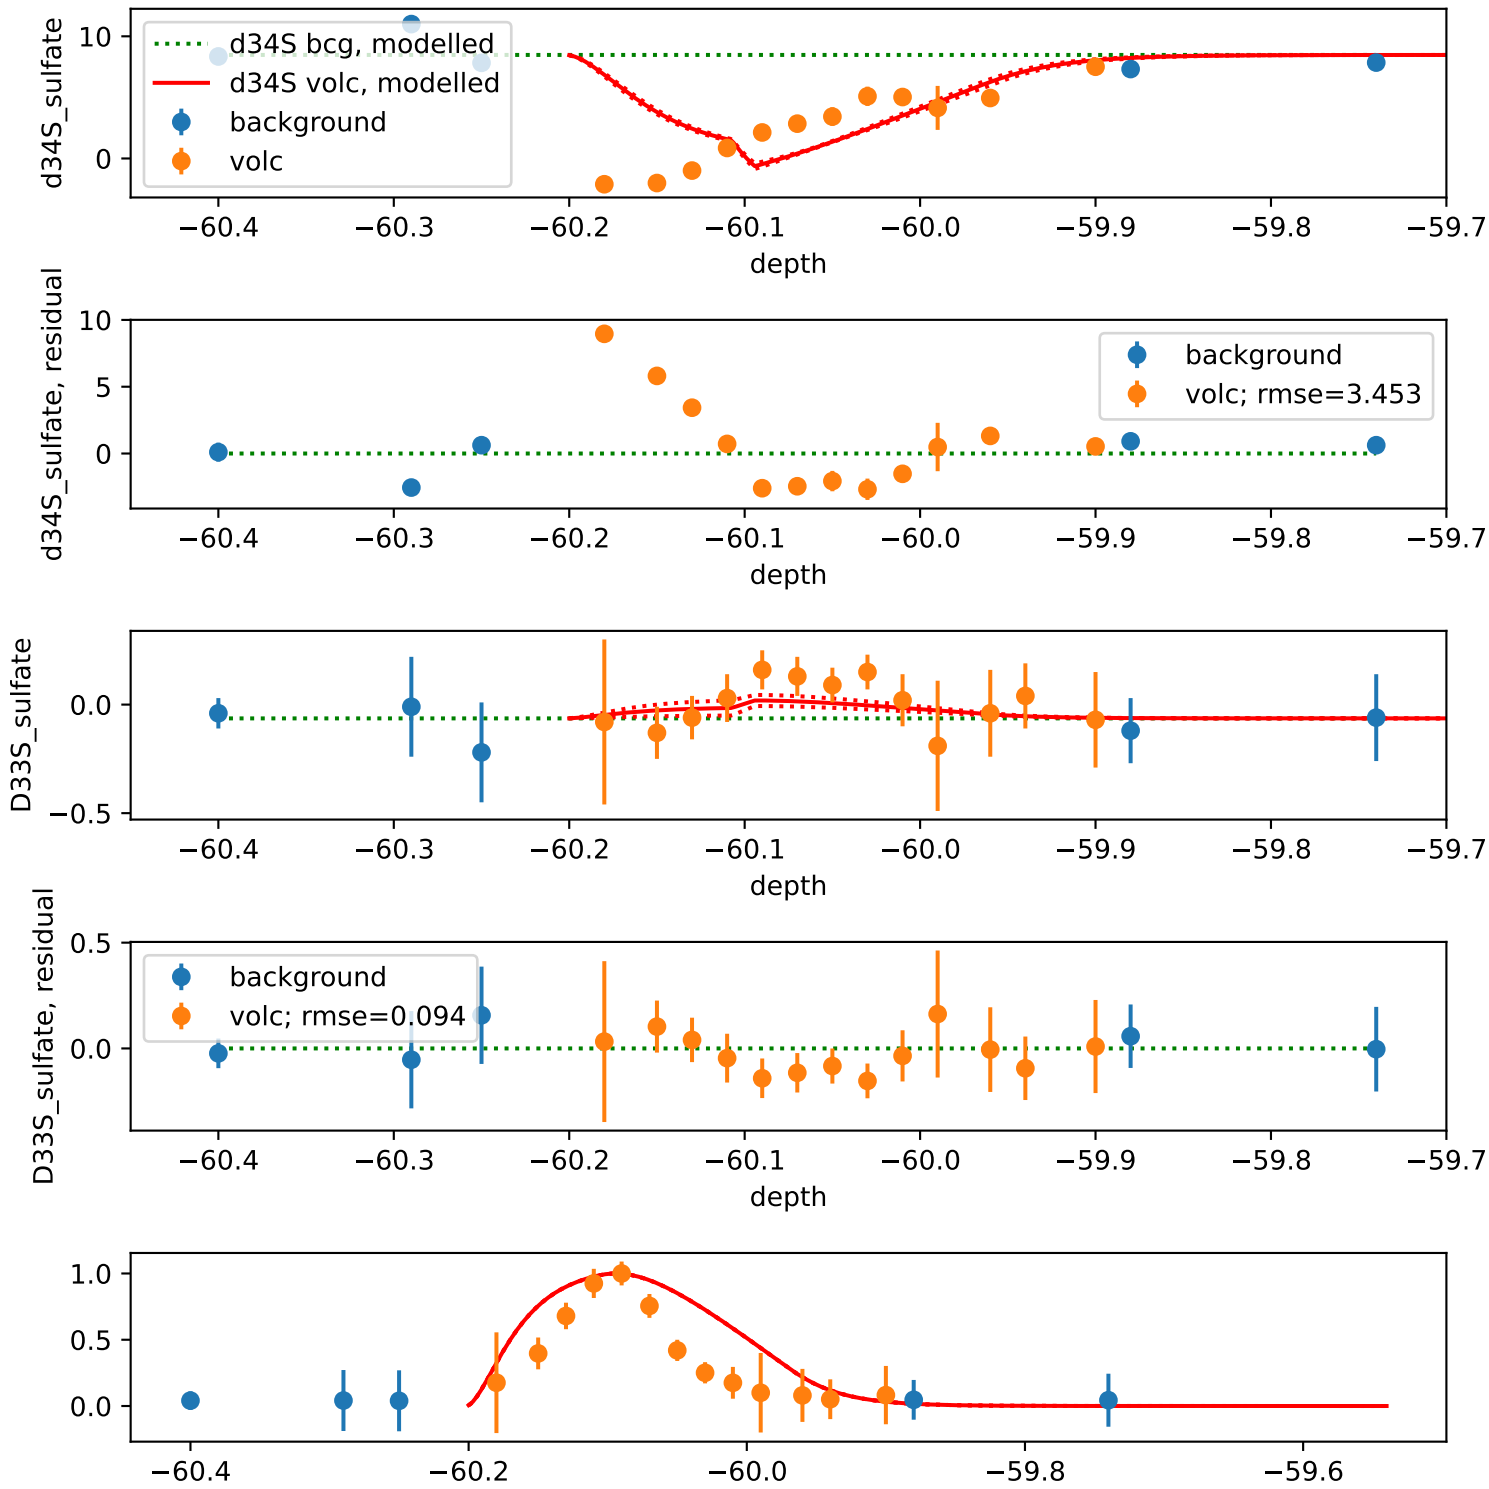 d34S_sulfate
10
0
d34S bcg, modelled
d34S volc, modelled
background
volc
−60.4 −60.3 −60.2 −60.1 −60.0 −59.9 −59.8 −59.7
depth
d34S_sulfate, residual
10
5
0
background
volc; rmse=3.453
−60.4 −60.3 −60.2 −60.1 −60.0 −59.9 −59.8 −59.7
depth
D33S_sulfate
0.0
−0.5
−60.4 −60.3 −60.2 −60.1 −60.0 −59.9 −59.8 −59.7
depth
D33S_sulfate, residual
0.5
0.0
background
volc; rmse=0.094
−60.4 −60.3 −60.2 −60.1 −60.0 −59.9 −59.8 −59.7
depth
1.0
0.5
0.0
−60.4 −60.2 −60.0 −59.8 −59.6